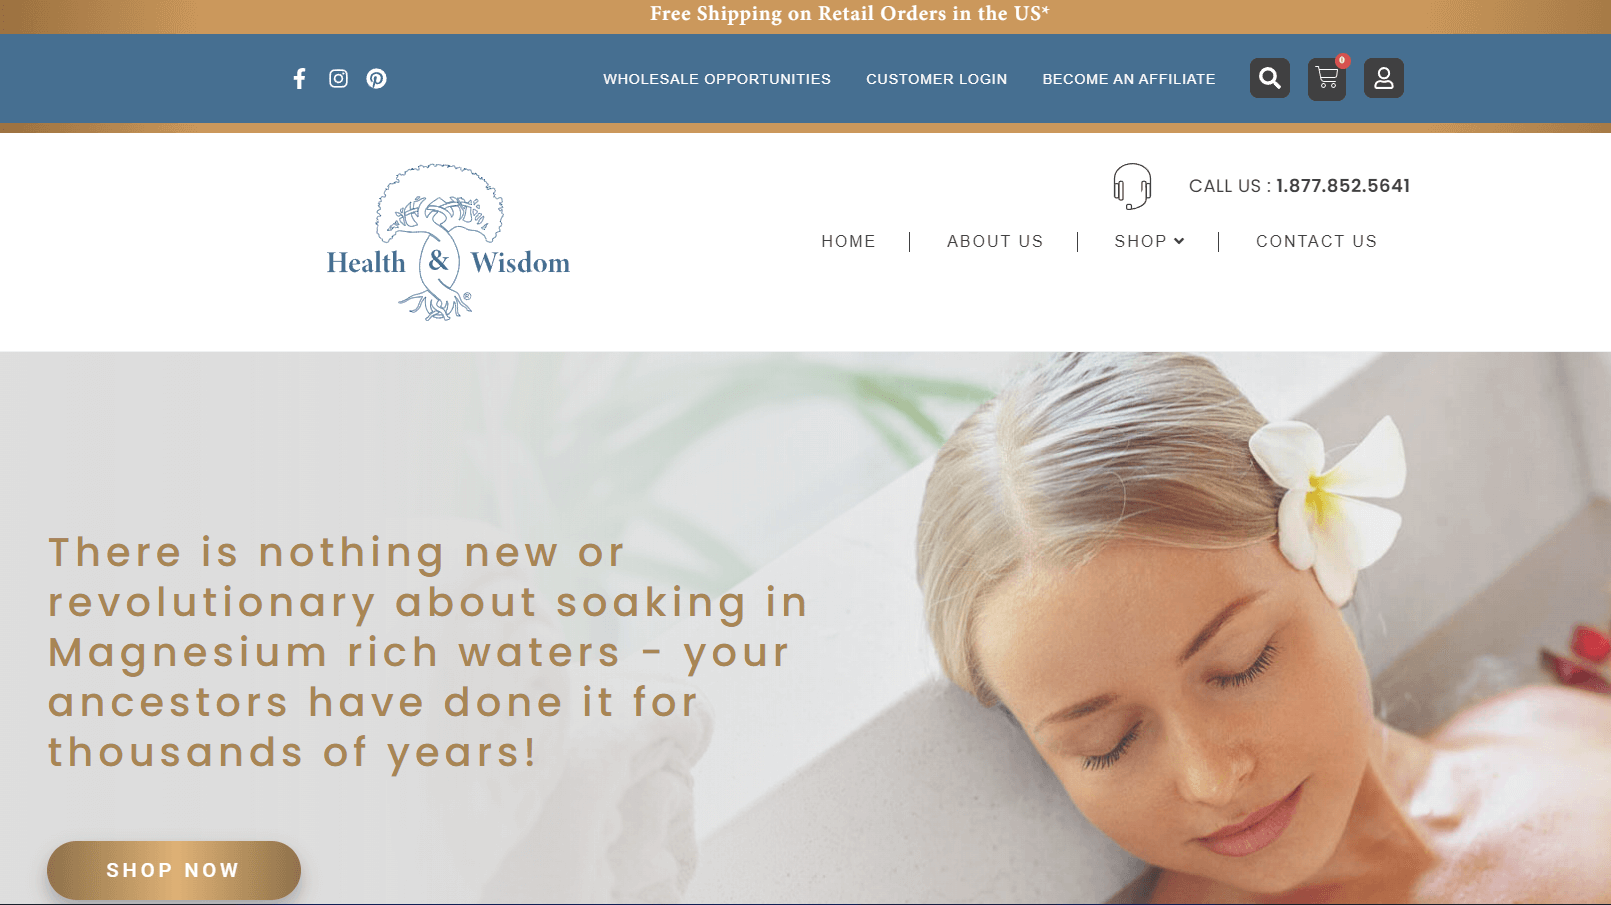 Free Shipping on Retail Orders in the US*
WHOLESALE OPPORTUNITIES CUSTOMER LOGIN BECOME AN AFFILIATE 0
CALL US : 1.877.852.5641
HOME ABOUT US SHOP CONTACT US
Health & Wisdom ®
There is nothing new or
revolutionary about soaking in
Magnesium rich waters - your
ancestors have done it for
thousands of years!
SHOP NOW